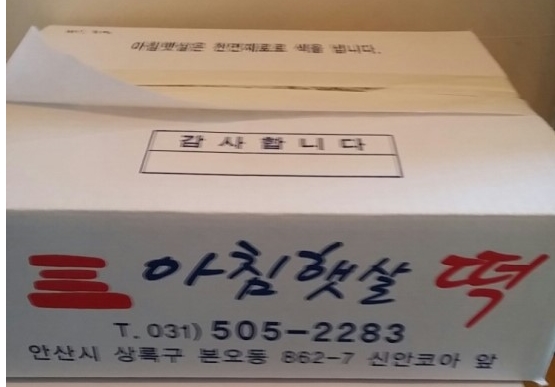 아침햇살은 천연재료로 색을 냅니다.
감사합니다
아침햇살 떡
T. 031) 505-2283
안산시 상록구 본오동 862-7 신안코아 앞